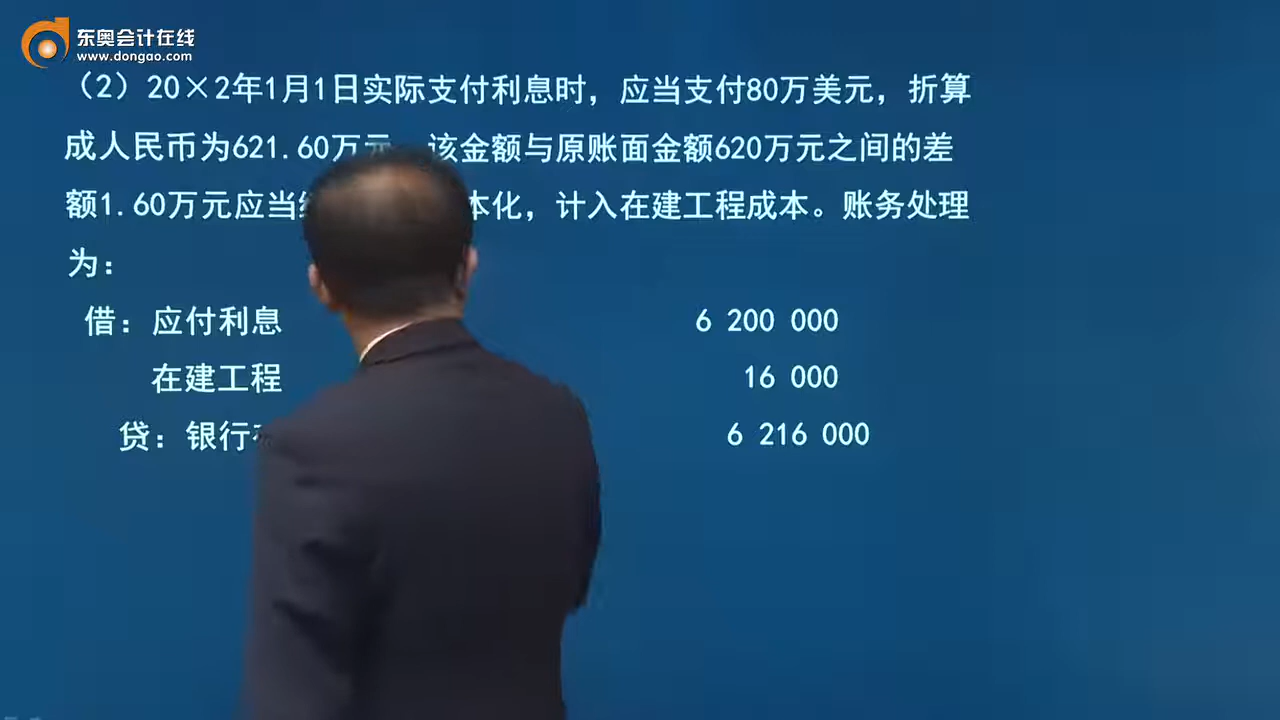 东奥会计在线
www.dongao.com
（2）20×2年1月1日实际支付利息时，应当支付80万美元，折算
成人民币为621.60万元 该金额与原账面金额620万元之间的差
额1.60万元应当 本化，计入在建工程成本。账务处理
为：
借：应付利息 6 200 000
在建工程 16 000
贷：银行 6 216 000